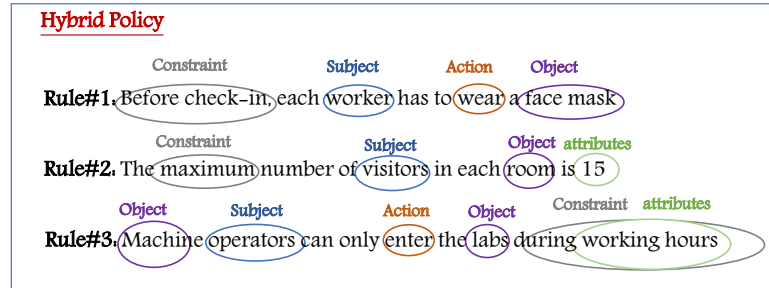 Hybrid Policy
Constraint Subject Action Object
Rule#1: Before check-in, each worker has to wear a face mask
Constraint Subject Object attributes
Rule#2: The maximum number of visitors in each room is 15
Object Subject Action Object Constraint attributes
Rule#3: Machine operators can only enter the labs during working hours